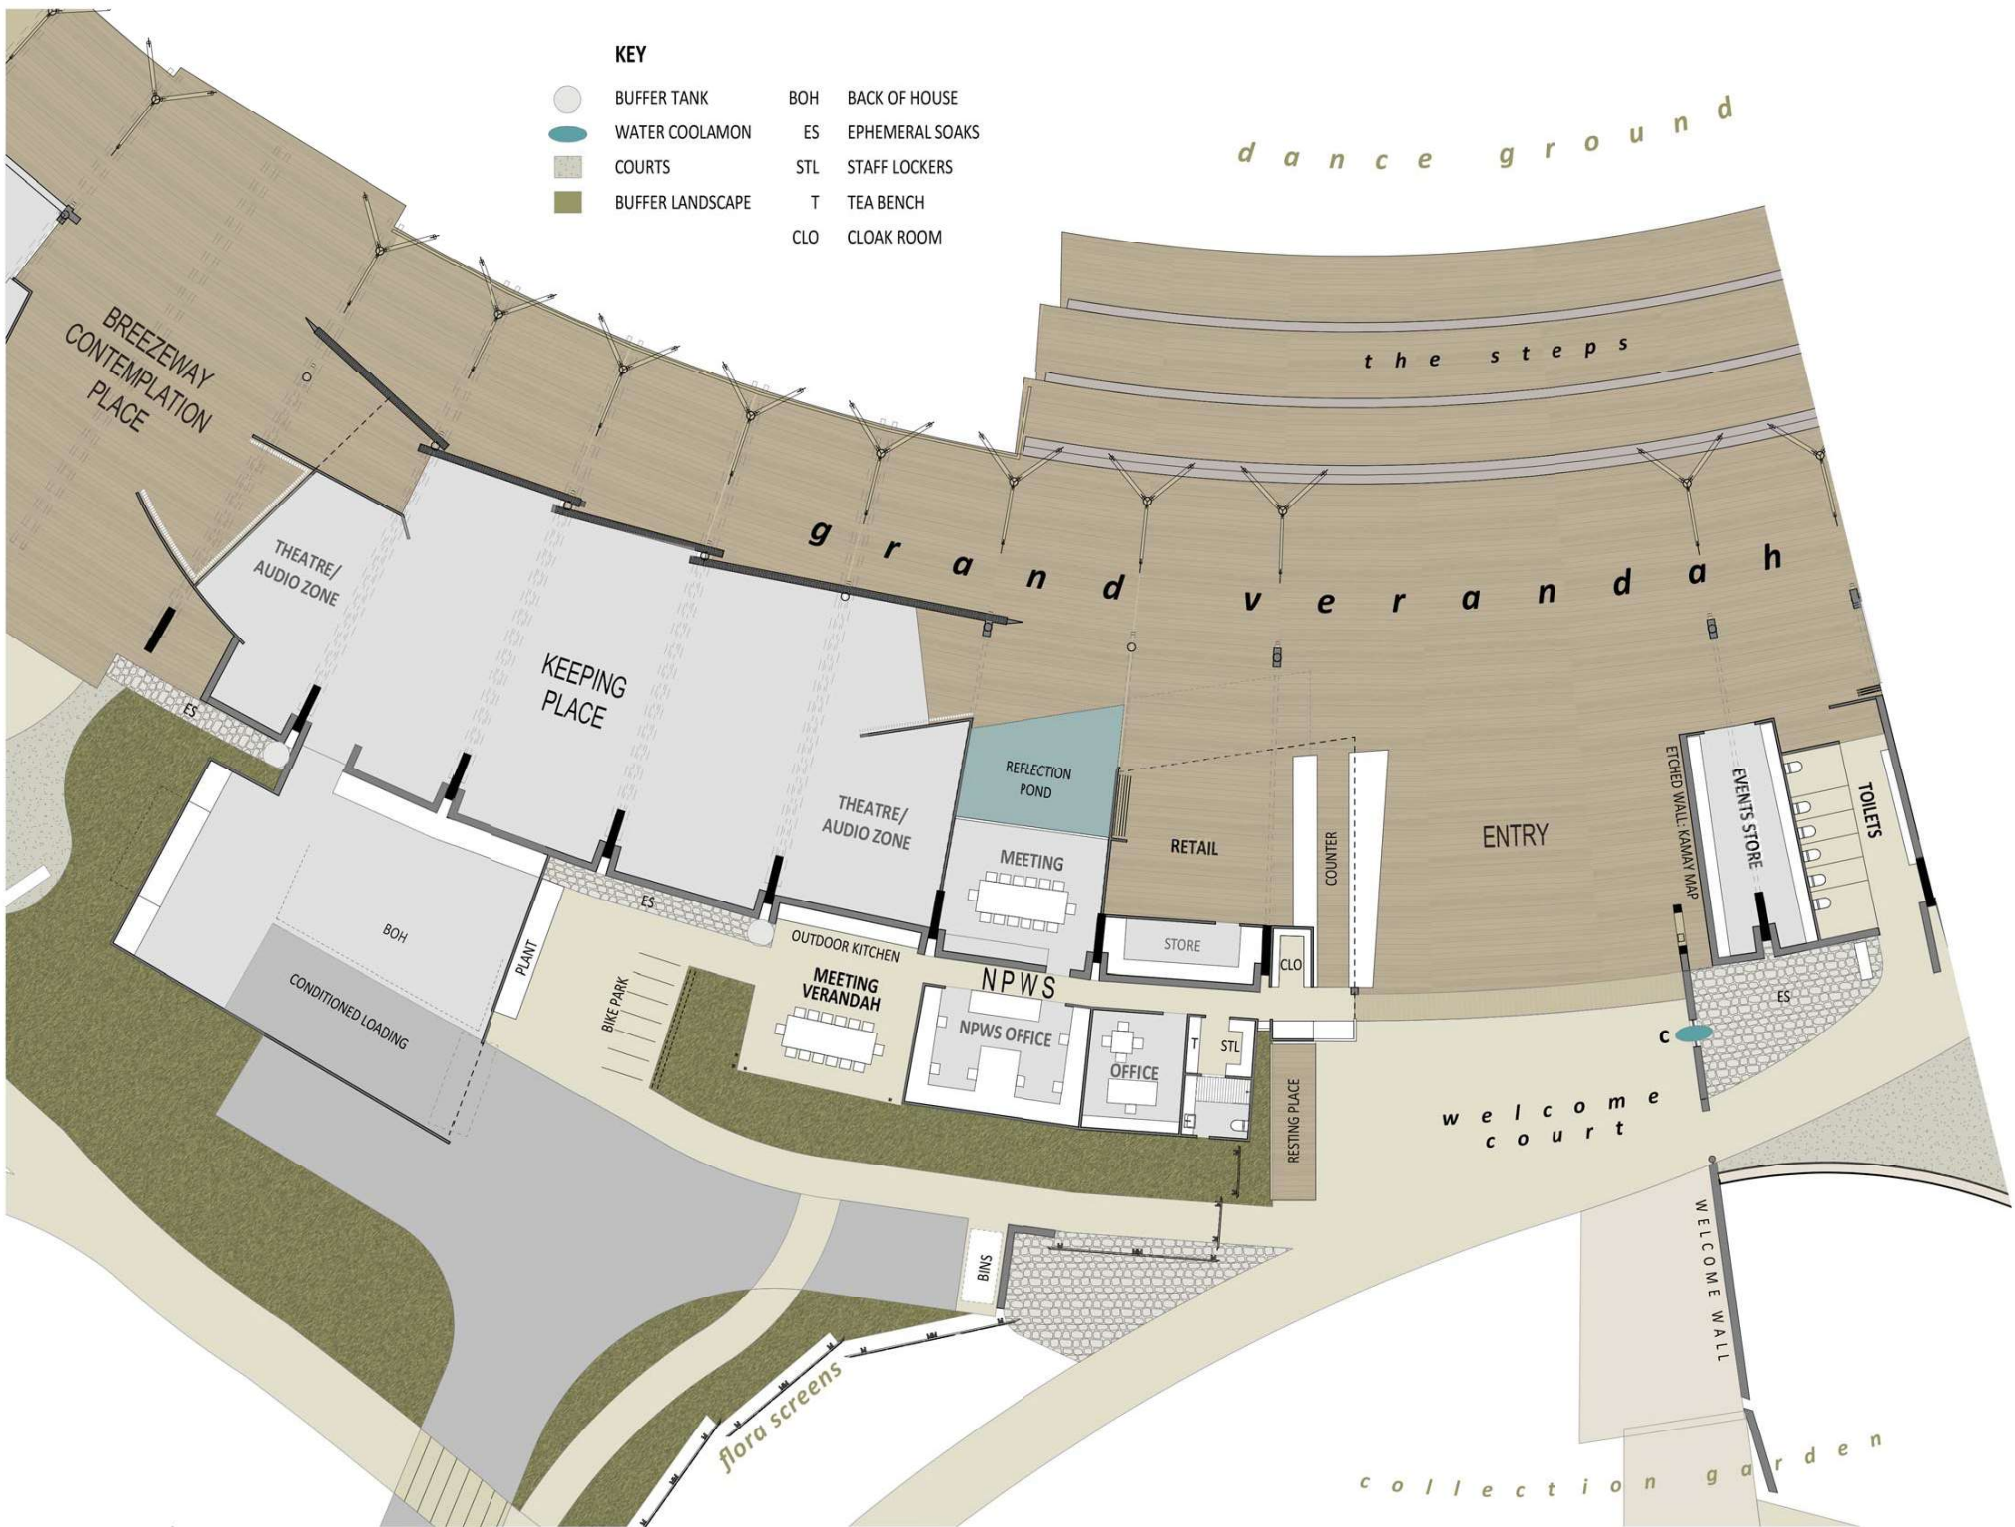 KEY
BUFFER TANK
WATER COOLAMON
COURTS
BUFFER LANDSCAPE
BOH BACK OF HOUSE
ES EPHEMERAL SOAKS
STL STAFF LOCKERS
T TEA BENCH
CLO CLOAK ROOM
dance ground
the steps
BREEZEWAY
CONTEMPLATION
PLACE
grand verandah
THEATRE/
AUDIO ZONE
KEEPING
PLACE
ES
REFLECTION
POND
THEATRE/
AUDIO ZONE
MEETING
RETAIL
COUNTER
ENTRY
ETCHED WALL: KAMAY MAP
EVENTS STORE
TOILETS
ES
BOH
PLANT
OUTDOOR KITCHEN
STORE
CLO
CONDITIONED LOADING
BIKE PARK
MEETING
VERANDAH
NPWS
NPWS OFFICE
OFFICE
T
STL
ES
C
RESTING PLACE
welcome
court
BINS
WELCOME WALL
flora screens
collection garden